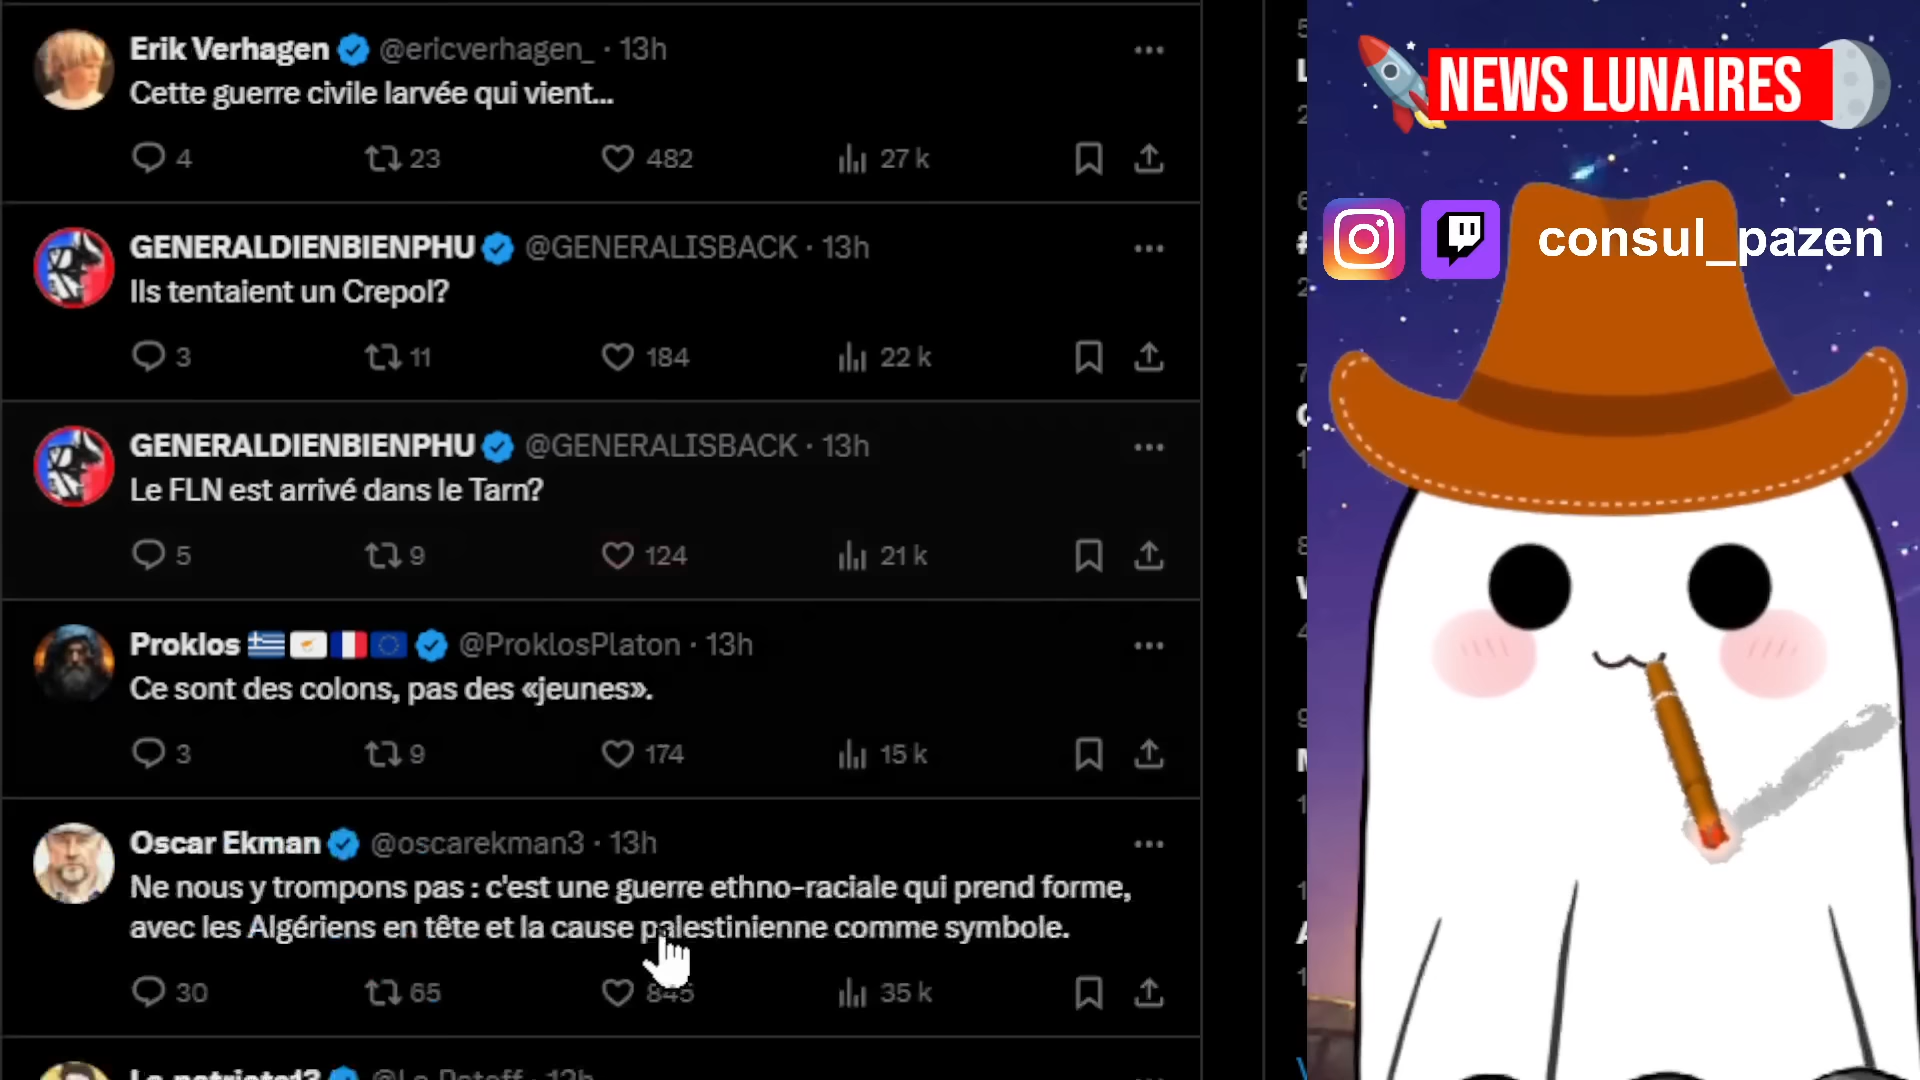 Erik Verhagen @ericverhagen_ · 13h
Cette guerre civile larvée qui vient...
4 23 482 27 k
GENERALDIENBIENPHU @GENERALISBACK · 13h
Ils tentaient un Crepol?
3 11 184 22 k
GENERALDIENBIENPHU @GENERALISBACK · 13h
Le FLN est arrivé dans le Tarn?
5 9 124 21 k
Proklos @ProklosPlaton · 13h
Ce sont des colons, pas des «jeunes».
3 9 174 15 k
Oscar Ekman @oscarekman3 · 13h
Ne nous y trompons pas : c'est une guerre ethno-raciale qui prend forme,
avec les Algériens en tête et la cause palestinienne comme symbole.
30 65 845 35 k
NEWS LUNAIRES
consul_pazen